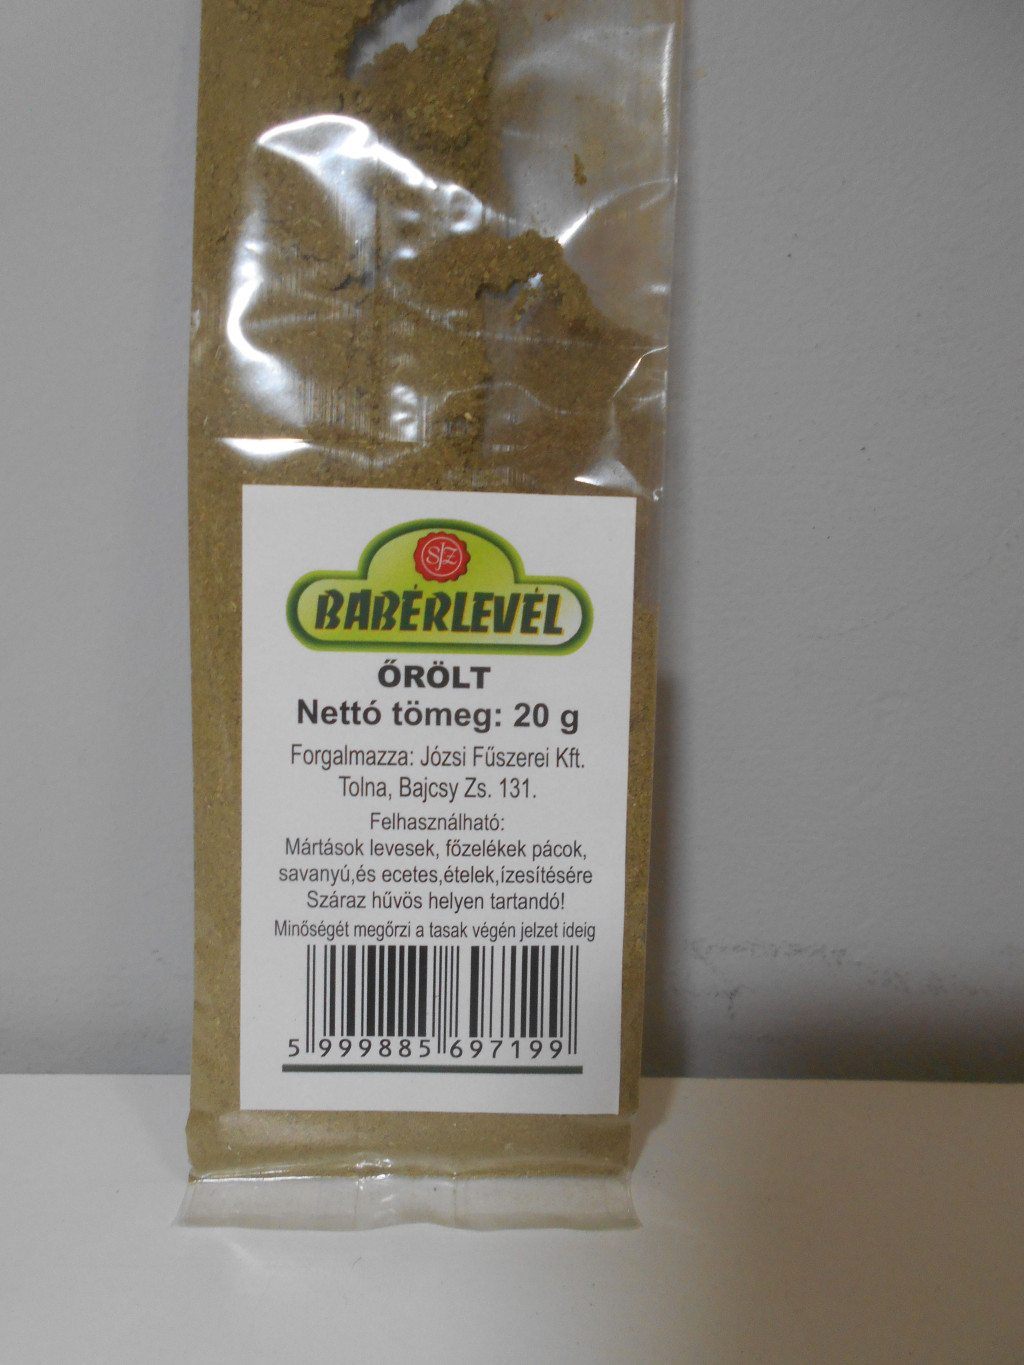 SJZ
BABÉRLEVÉL
ŐRÖLT
Nettó tömeg: 20 g
Forgalmazza: Józsi Fűszerei Kft.
Tolna, Bajcsy Zs. 131.
Felhasználható:
Mártások levesek, főzelékek pácok,
savanyú,és ecetes,ételek,ízesítésére
Száraz hűvös helyen tartandó!
Minőségét megőrzi a tasak végén jelzet ideig
5 999885 697199